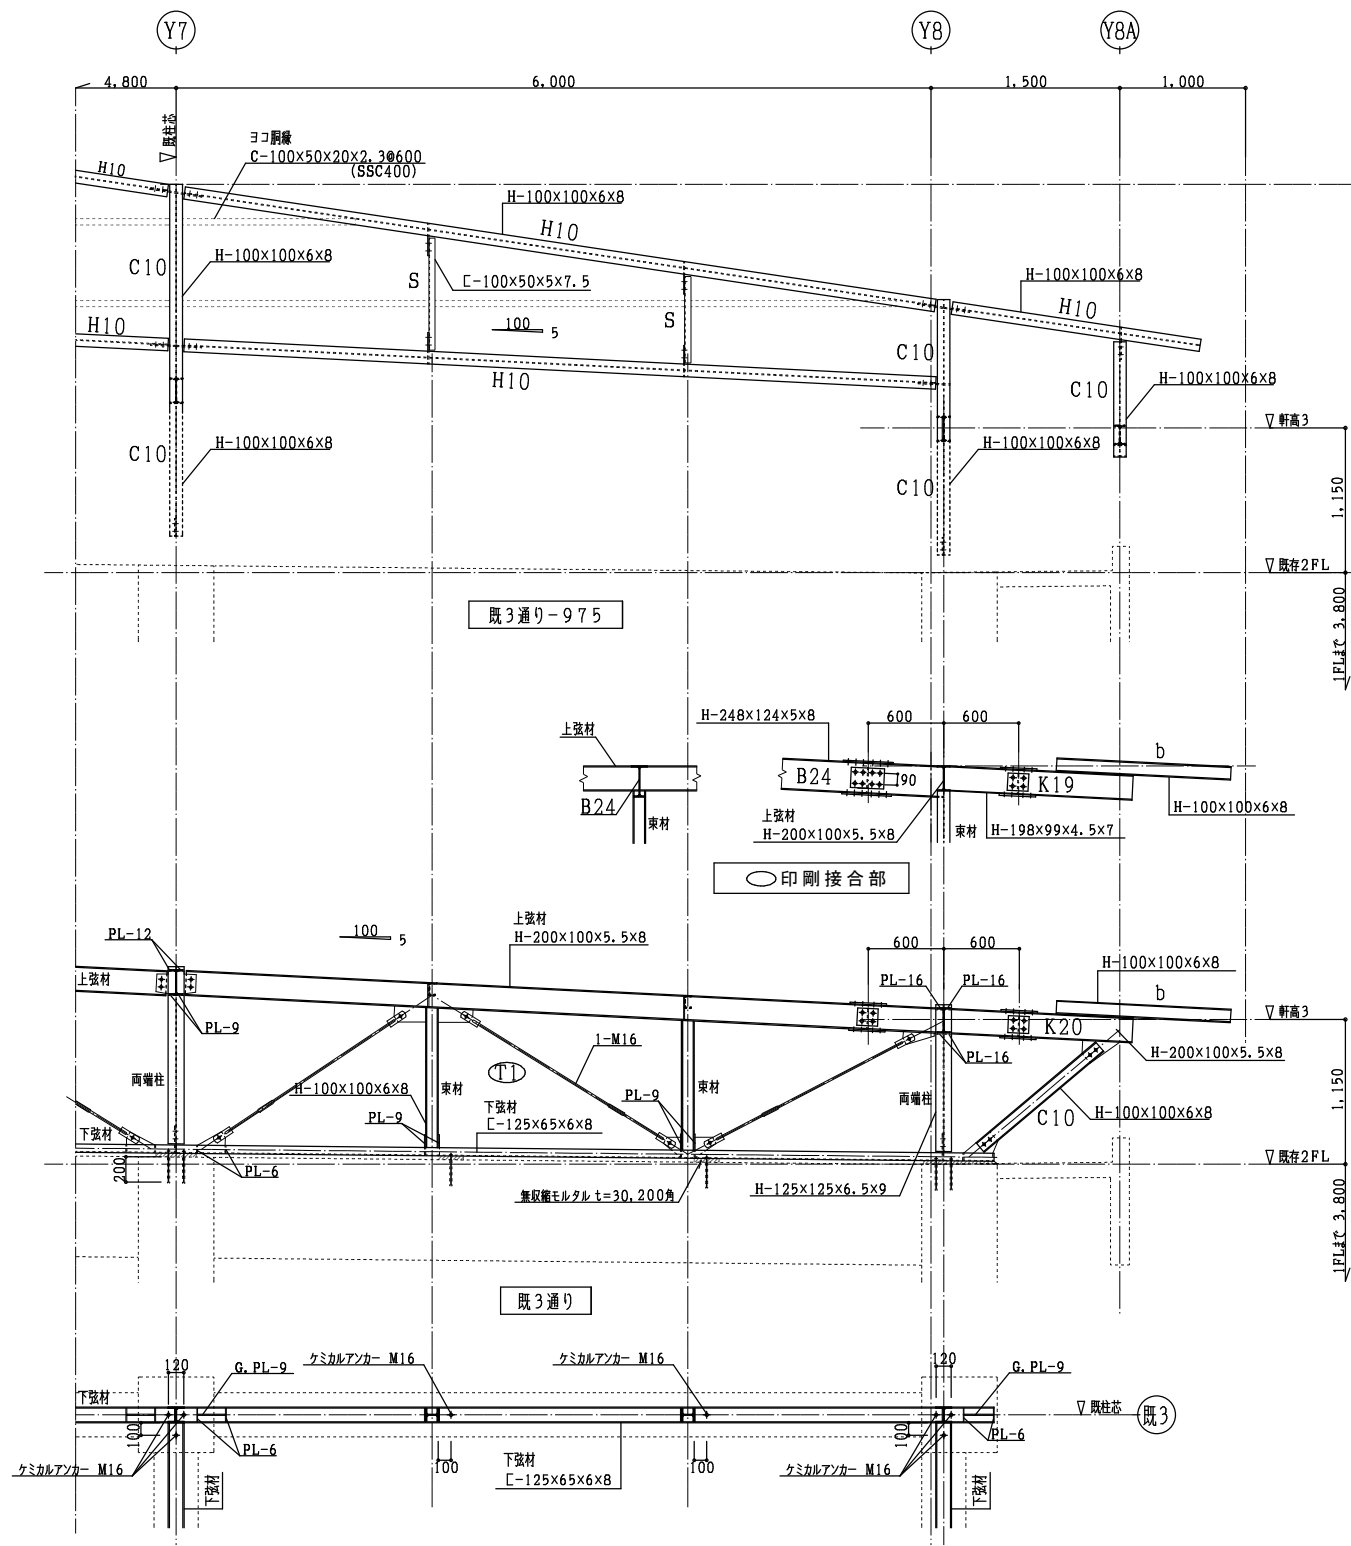 Y7
Y8
Y8A
4,800
6,000
1,500
1,000
▽ 既柱芯
ヨコ胴縁
C-100×50×20×2.3@600
(SSC400)
H10
H-100×100×6×8
H10
C10
H-100×100×6×8
S
[-100×50×5×7.5
H-100×100×6×8
H10
H10
100
5
S
C10
H10
C10
H-100×100×6×8
▽ 軒高3
C10
H-100×100×6×8
H-100×100×6×8
C10
1,150
▽ 既存2FL
既3通り-975
1FLまで 3,800
H-248×124×5×8
600
600
上弦材
b
B24
90
K19
B24
束材
上弦材
H-200×100×5.5×8
束材
H-198×99×4.5×7
H-100×100×6×8
印剛接合部
PL-12
100
5
上弦材
H-200×100×5.5×8
600
600
上弦材
PL-16
PL-16
H-100×100×6×8
b
▽ 軒高3
PL-9
K20
1-M16
PL-16
H-200×100×5.5×8
両端柱
T1
H-100×100×6×8
束材
束材
両端柱
PL-9
下弦材
[-125×65×6×8
PL-9
C10
H-100×100×6×8
1,150
下弦材
▽ 既存2FL
200
PL-6
無収縮モルタル t=30,200角
H-125×125×6.5×9
1FLまで 3,800
既3通り
120
G.PL-9
ケミカルアンカー M16
ケミカルアンカー M16
120
G.PL-9
下弦材
▽ 既柱芯
既3
100
PL-6
100
PL-6
ケミカルアンカー M16
下弦材
100
下弦材
[-125×65×6×8
100
ケミカルアンカー M16
下弦材